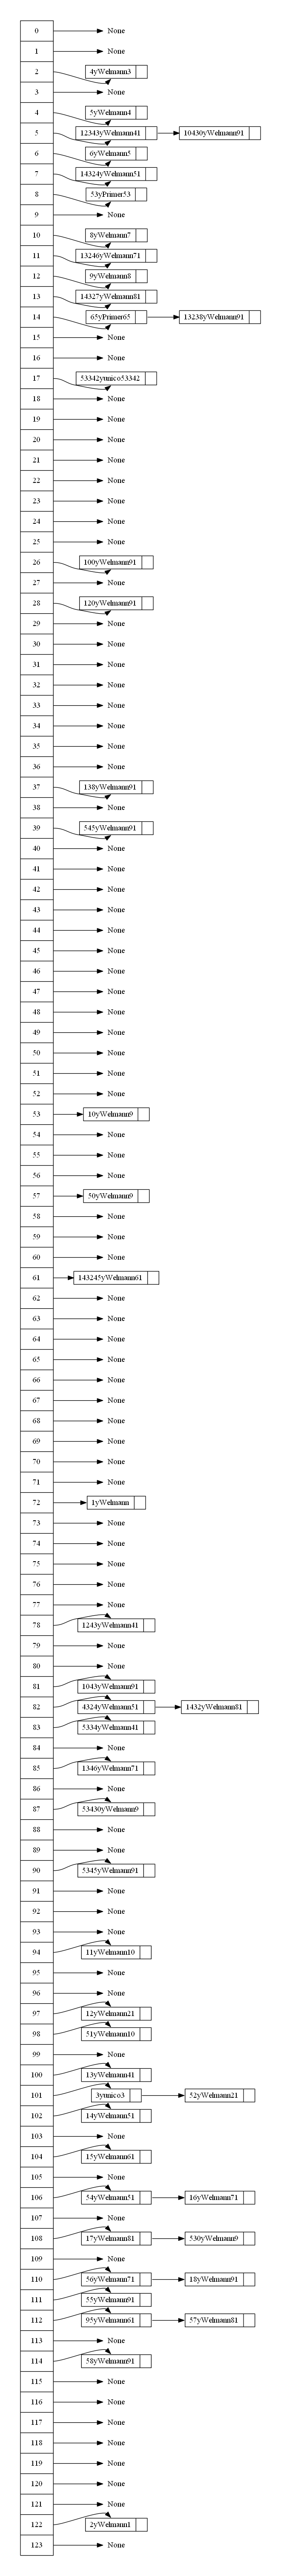 0 None
1 None
2 4yWelmann3
3 None
4 5yWelmann4
5 12343yWelmann41 10430yWelmann91
6 6yWelmann5
7 14324yWelmann51
8 53yPrimer53
9 None
10 8yWelmann7
11 13246yWelmann71
12 9yWelmann8
13 14327yWelmann81
14 65yPrimer65 13238yWelmann91
15 None
16 None
17 53342yunico53342
18 None
19 None
20 None
21 None
22 None
23 None
24 None
25 None
26 100yWelmann91
27 None
28 120yWelmann91
29 None
30 None
31 None
32 None
33 None
34 None
35 None
36 None
37 138yWelmann91
38 None
39 545yWelmann91
40 None
41 None
42 None
43 None
44 None
45 None
46 None
47 None
48 None
49 None
50 None
51 None
52 None
53 10yWelmann9
54 None
55 None
56 None
57 50yWelmann9
58 None
59 None
60 None
61 143245yWelmann61
62 None
63 None
64 None
65 None
66 None
67 None
68 None
69 None
70 None
71 None
72 1yWelmann
73 None
74 None
75 None
76 None
77 None
78 1243yWelmann41
79 None
80 None
81 1043yWelmann91
82 4324yWelmann51 1432yWelmann81
83 5334yWelmann41
84 None
85 1346yWelmann71
86 None
87 53430yWelmann9
88 None
89 None
90 5345yWelmann91
91 None
92 None
93 None
94 11yWelmann10
95 None
96 None
97 12yWelmann21
98 51yWelmann10
99 None
100 13yWelmann41
101 3yunico3 52yWelmann21
102 14yWelmann51
103 None
104 15yWelmann61
105 None
106 54yWelmann51 16yWelmann71
107 None
108 17yWelmann81 530yWelmann9
109 None
110 56yWelmann71 18yWelmann91
111 55yWelmann91
112 95yWelmann61 57yWelmann81
113 None
114 58yWelmann91
115 None
116 None
117 None
118 None
119 None
120 None
121 None
122 2yWelmann1
123 None